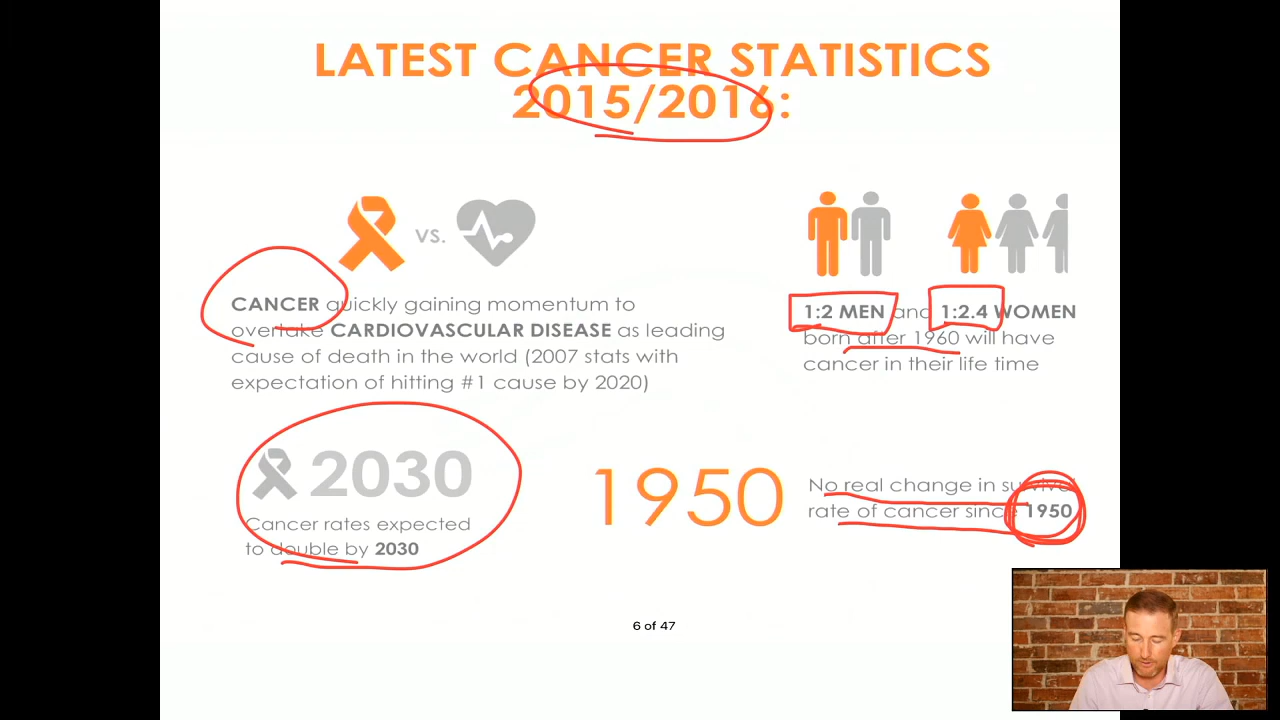 LATEST CANCER STATISTICS
2015/2016:
VS.
CANCER quickly gaining momentum to
overtake CARDIOVASCULAR DISEASE as leading
cause of death in the world (2007 stats with
expectation of hitting #1 cause by 2020)
1:2 MEN and 1:2.4 WOMEN
born after 1960 will have
cancer in their life time
2030
Cancer rates expected
to double by 2030
1950
No real change in survival
rate of cancer since 1950
6 of 47